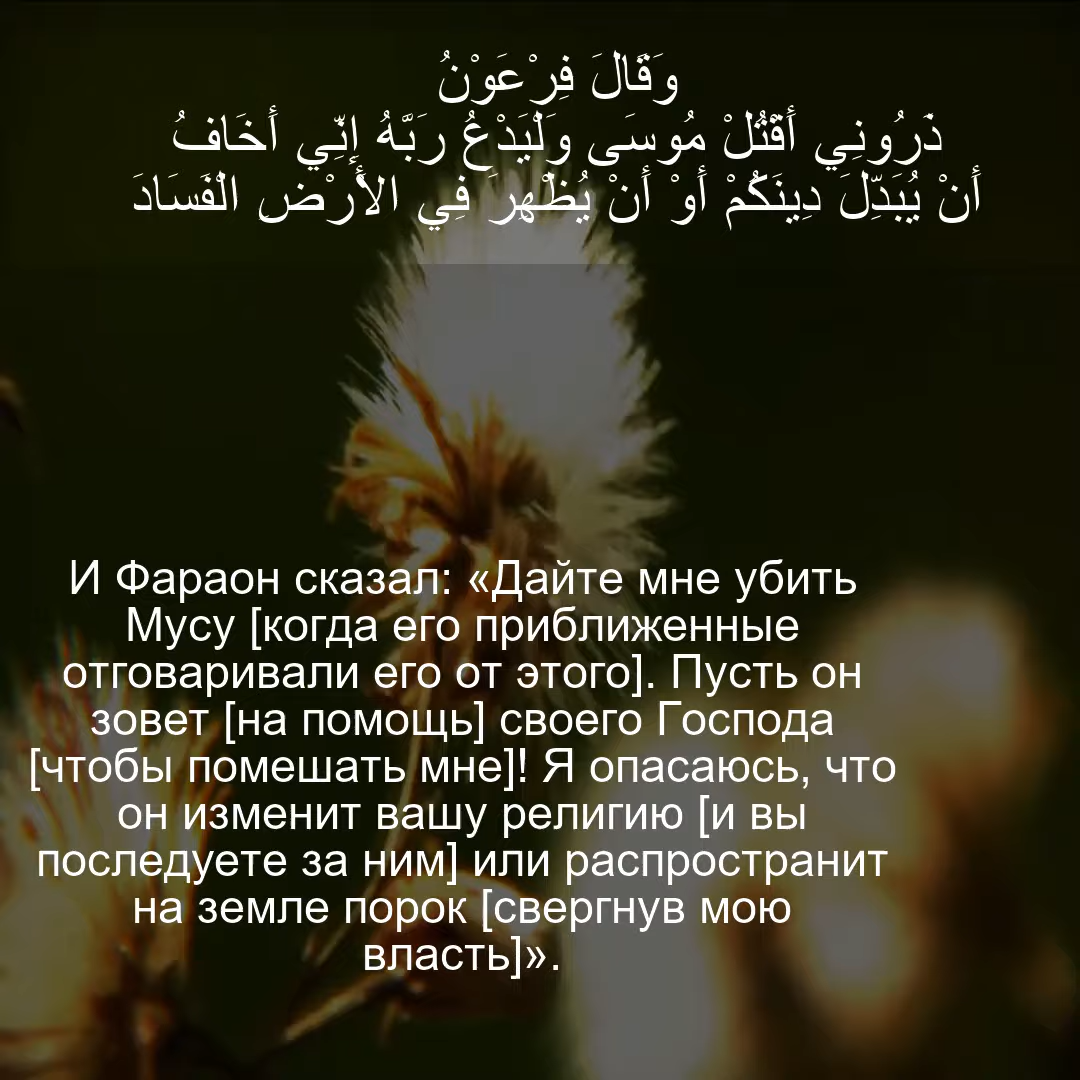 وَقَالَ فِرْعَوْنُ
ذَرُونِي أَقْتُلْ مُوسَى وَلْيَدْعُ رَبَّهُ إِنِّي أَخَافُ
أَنْ يُبَدِّلَ دِينَكُمْ أَوْ أَنْ يُظْهِرَ فِي الأَرْضِ الْفَسَادَ
И Фараон сказал: «Дайте мне убить
Мусу [когда его приближенные
отговаривали его от этого]. Пусть он
зовет [на помощь] своего Господа
[чтобы помешать мне]! Я опасаюсь, что
он изменит вашу религию [и вы
последуете за ним] или распространит
на земле порок [свергнув мою
власть]».